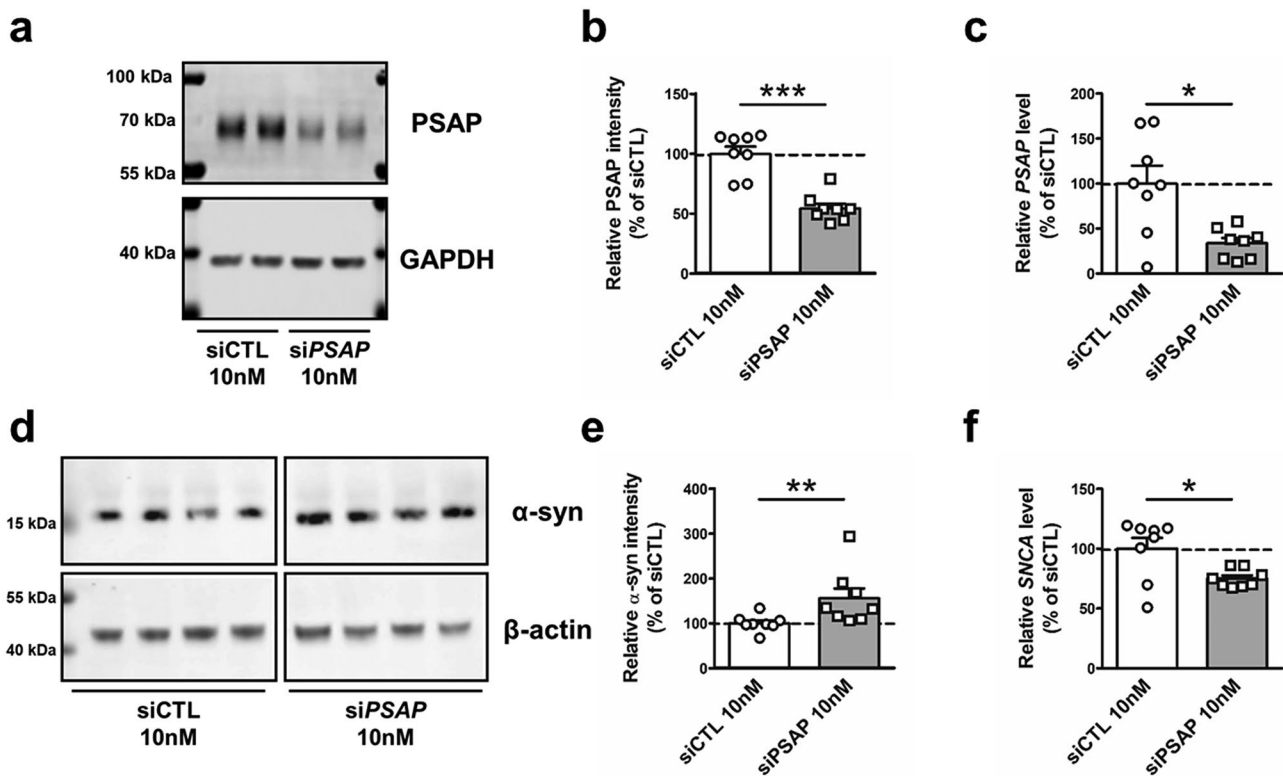 a
100 kDa
70 kDa
55 kDa
PSAP
40 kDa
GAPDH
siCTL
10nM
siPSAP
10nM
b
Relative PSAP intensity
(% of siCTL)
150
100
50
0
***
siCTL 10nM
siPSAP 10nM
c
Relative PSAP level
(% of siCTL)
200
150
100
50
0
*
siCTL 10nM
siPSAP 10nM
d
15 kDa
α-syn
55 kDa
40 kDa
β-actin
siCTL
10nM
siPSAP
10nM
e
Relative α-syn intensity
(% of siCTL)
400
300
200
100
0
**
siCTL 10nM
siPSAP 10nM
f
Relative SNCA level
(% of siCTL)
150
100
50
0
*
siCTL 10nM
siPSAP 10nM